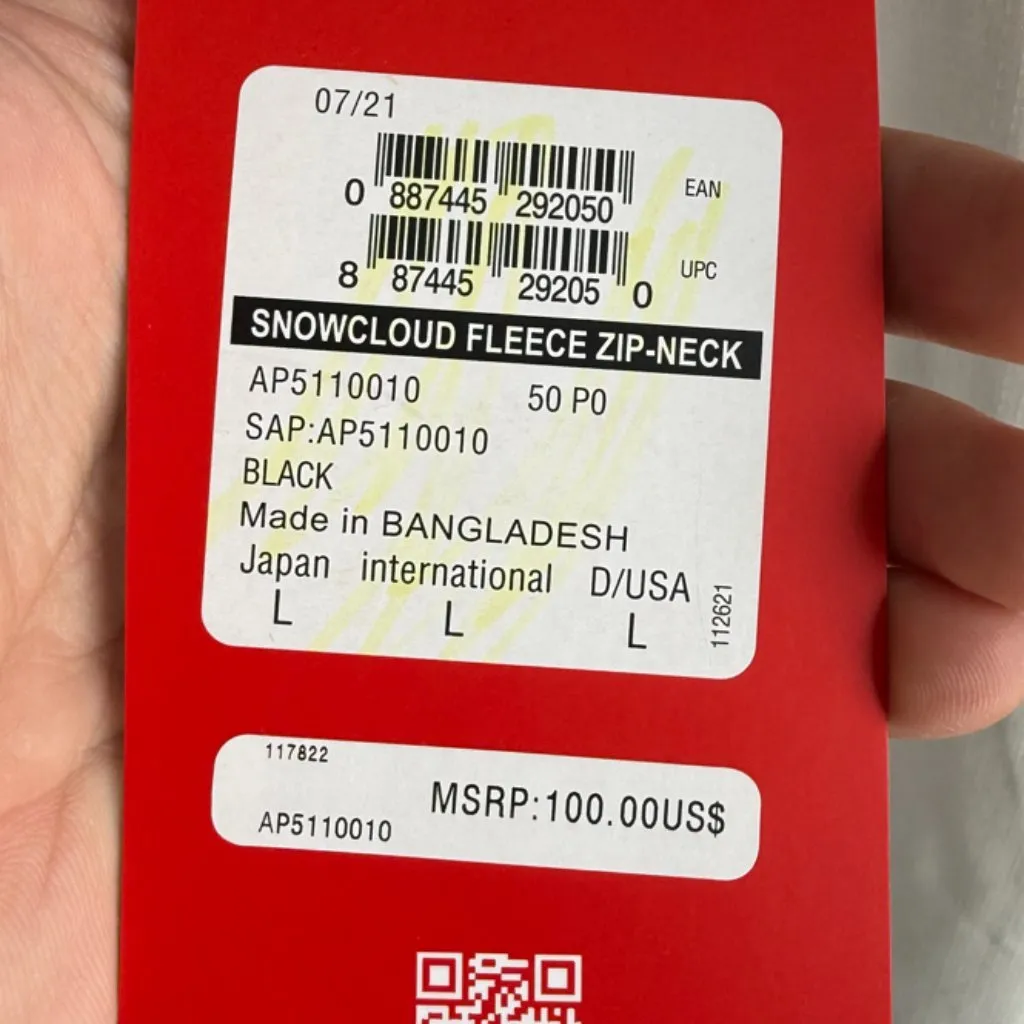 07/21
0 887445 292050 EAN
8 87445 29205 0 UPC
SNOWCLOUD FLEECE ZIP-NECK
AP5110010 50 P0
SAP:AP5110010
BLACK
Made in BANGLADESH
Japan international D/USA
L L L
112621
117822
MSRP:100.00US$
AP5110010